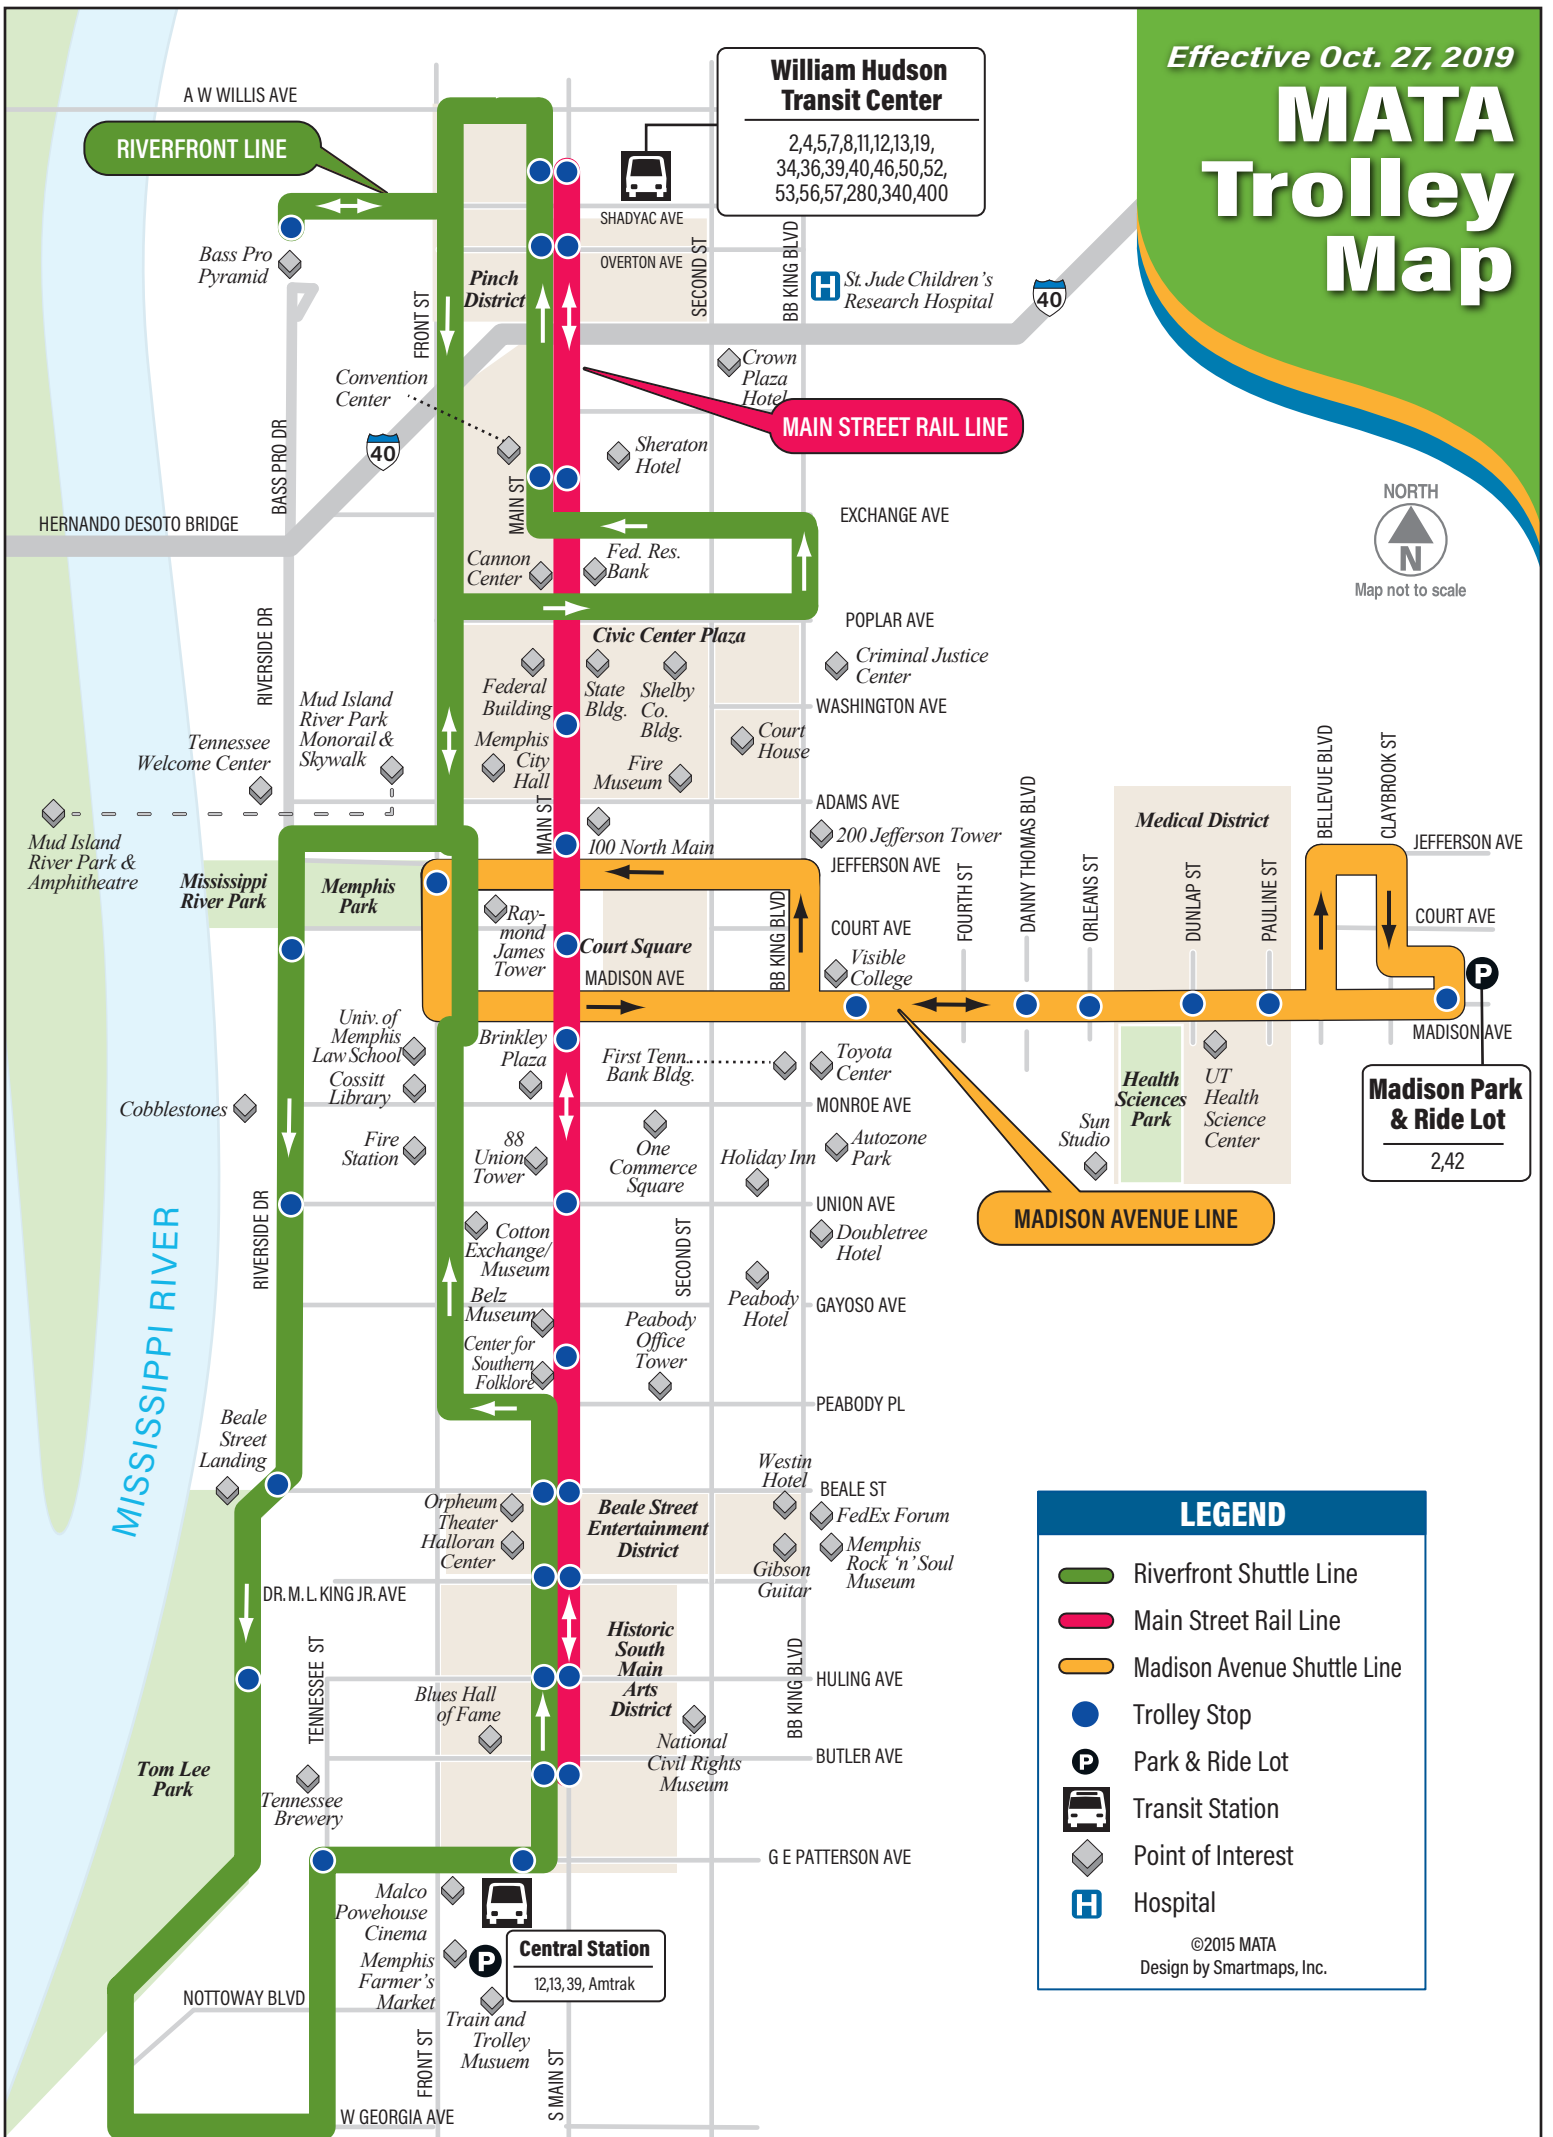 Effective Oct. 27, 2019
MATA
Trolley
Map
William Hudson
Transit Center
2,4,5,7,8,11,12,13,19,
34,36,39,40,46,50,52,
53,56,57,280,340,400
A W WILLIS AVE
RIVERFRONT LINE
SHADYAC AVE
OVERTON AVE
Bass Pro
Pyramid
Pinch
District
FRONT ST
SECOND ST
BB KING BLVD
H
St. Jude Children's
Research Hospital
40
Convention
Center
Crown
Plaza
Hotel
MAIN STREET RAIL LINE
40
BASS PRO DR
Sheraton
Hotel
MAIN ST
HERNANDO DESOTO BRIDGE
EXCHANGE AVE
NORTH
N
Map not to scale
Cannon
Center
Fed. Res.
Bank
POPLAR AVE
RIVERSIDE DR
Civic Center Plaza
Criminal Justice
Center
Federal
Building
State
Bldg.
Shelby
Co.
Bldg.
WASHINGTON AVE
Mud Island
River Park
Monorail &
Skywalk
Tennessee
Welcome Center
Memphis
City
Hall
Fire
Museum
Court
House
MAIN ST
ADAMS AVE
Mud Island
River Park &
Amphitheatre
100 North Main
200 Jefferson Tower
JEFFERSON AVE
Mississippi
River Park
Memphis
Park
Medical District
BELLEVUE BLVD
CLAYBROOK ST
JEFFERSON AVE
FOURTH ST
DANNY THOMAS BLVD
ORLEANS ST
DUNLAP ST
PAULINE ST
COURT AVE
Ray-
mond
James
Tower
Court Square
BB KING BLVD
COURT AVE
Visible
College
MADISON AVE
P
MADISON AVE
Univ. of
Memphis
Law School
Cossitt
Library
Brinkley
Plaza
First Tenn.
Bank Bldg.
Toyota
Center
Madison Park
& Ride Lot
2,42
Health
Sciences
Park
UT
Health
Science
Center
Sun
Studio
Cobblestones
MONROE AVE
Fire
Station
88
Union
Tower
One
Commerce
Square
Autozone
Park
Holiday Inn
UNION AVE
MADISON AVENUE LINE
RIVERSIDE DR
MISSISSIPPI RIVER
Cotton
Exchange/
Museum
SECOND ST
Doubletree
Hotel
Belz
Museum
Peabody
Hotel
GAYOSO AVE
Center for
Southern
Folklore
Peabody
Office
Tower
PEABODY PL
Beale
Street
Landing
Westin
Hotel
BEALE ST
Orpheum
Theater
Halloran
Center
Beale Street
Entertainment
District
FedEx Forum
Gibson
Guitar
Memphis
Rock 'n' Soul
Museum
DR. M. L. KING JR. AVE
TENNESSEE ST
Historic
South
Main
Arts
District
BB KING BLVD
HULING AVE
Blues Hall
of Fame
National
Civil Rights
Museum
BUTLER AVE
Tom Lee
Park
Tennessee
Brewery
G E PATTERSON AVE
Malco
Powehouse
Cinema
Central Station
12,13, 39, Amtrak
P
Memphis
Farmer's
Market
NOTTOWAY BLVD
Train and
Trolley
Musuem
FRONT ST
S MAIN ST
W GEORGIA AVE
LEGEND
Riverfront Shuttle Line
Main Street Rail Line
Madison Avenue Shuttle Line
Trolley Stop
P
Park & Ride Lot
Transit Station
Point of Interest
H
Hospital
©2015 MATA
Design by Smartmaps, Inc.